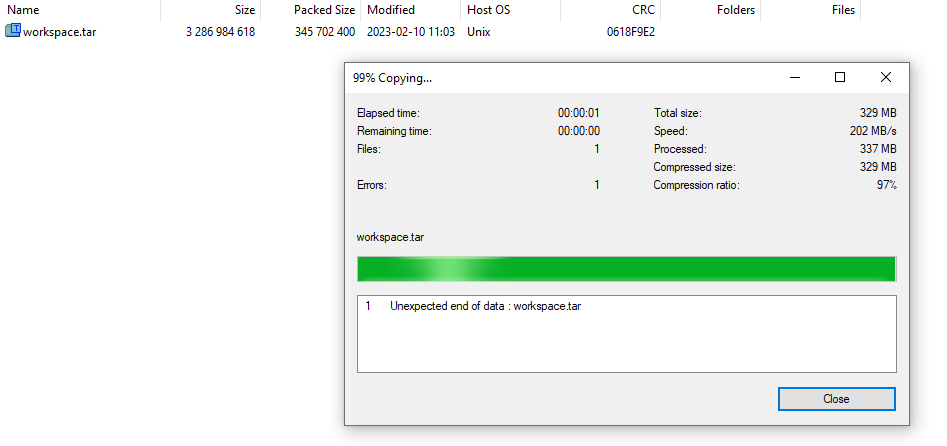 Name Size Packed Size Modified Host OS CRC Folders Files
workspace.tar 3 286 984 618 345 702 400 2023-02-10 11:03 Unix 0618F9E2
99% Copying...
Elapsed time: 00:00:01 Total size: 329 MB
Remaining time: 00:00:00 Speed: 202 MB/s
Files: 1 Processed: 337 MB
Compressed size: 329 MB
Errors: 1 Compression ratio: 97%
workspace.tar
1 Unexpected end of data : workspace.tar
Close